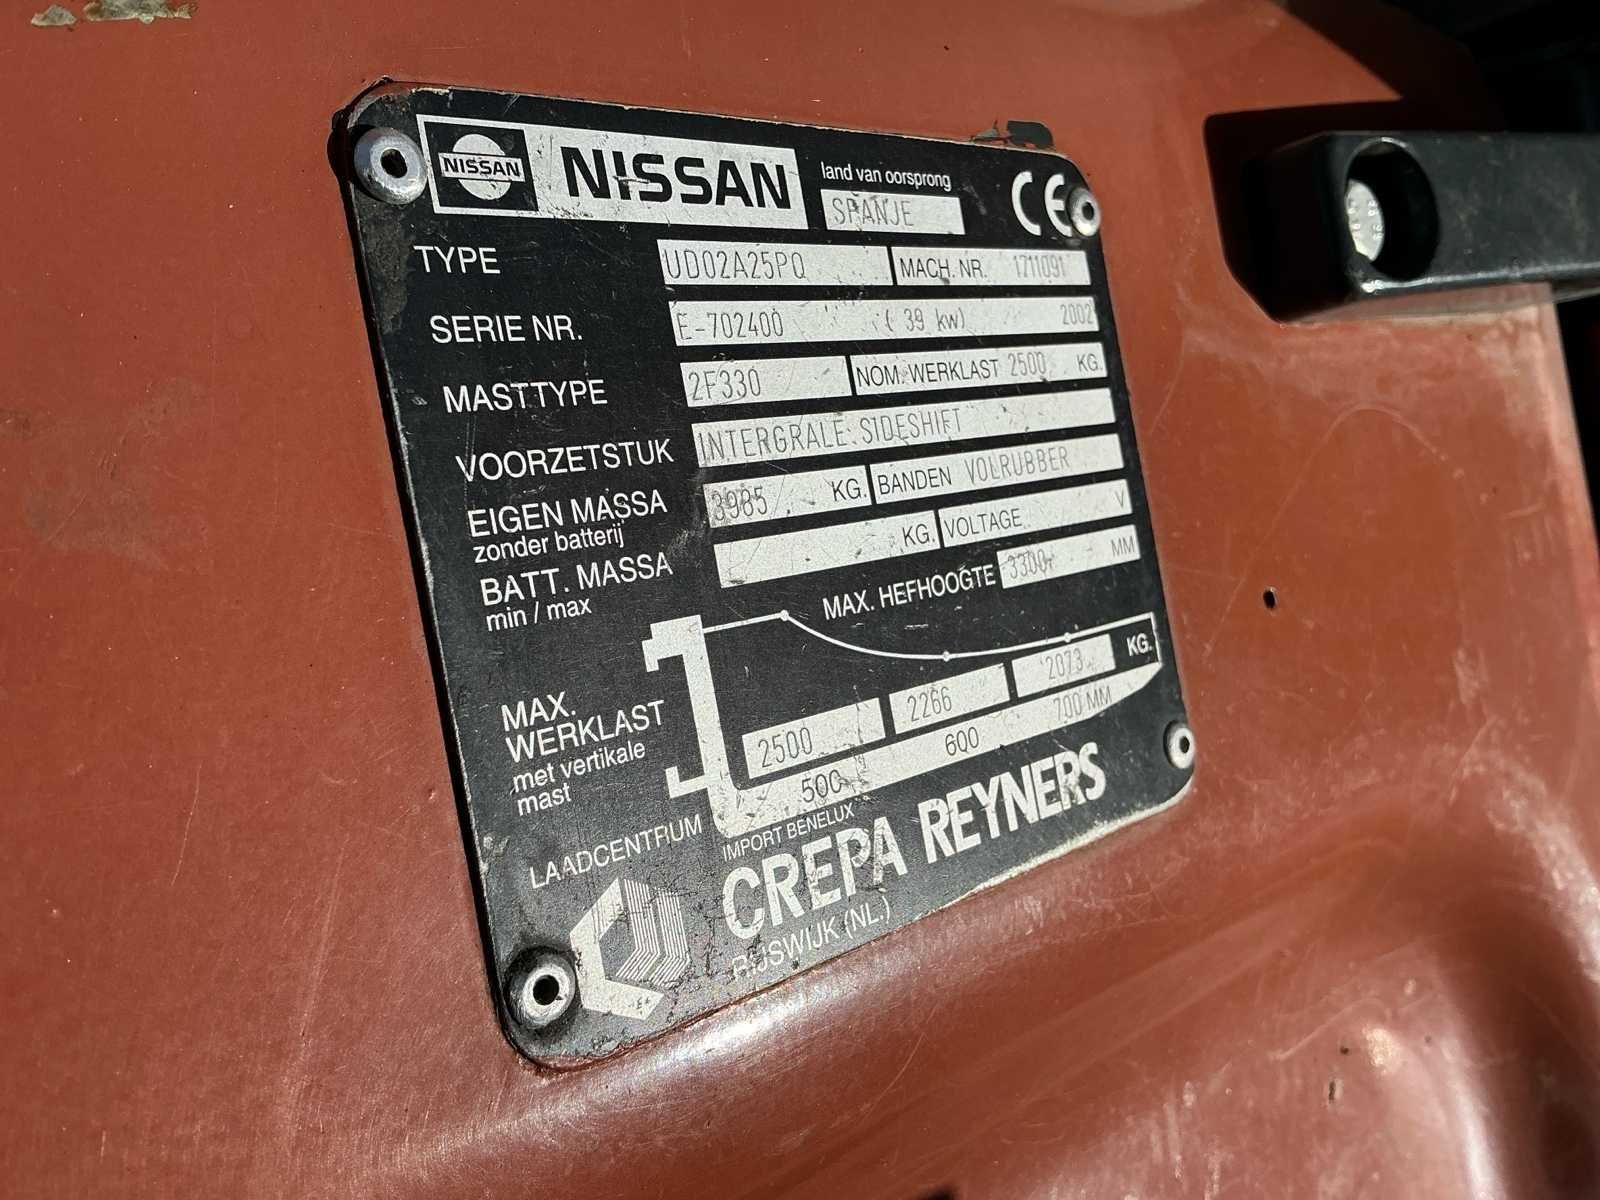 NISSAN NISSAN land van oorsprong
SPANJE CE
TYPE UD02A25PQ MACH. NR. 1711091
SERIE NR. E-702400 ( 39 kw) 2002
MASTTYPE 2F330 NOM. WERKLAST 2500 KG.
VOORZETSTUK INTERGRALE SIDESHIFT
EIGEN MASSA 3985 KG. BANDEN VOLRUBBER
zonder batterij
BATT. MASSA KG. VOLTAGE V
min / max
MAX. HEFHOOGTE 3300 MM
MAX.
WERKLAST
met vertikale
mast
2500 2266 2073 KG.
LAADCENTRUM 500 600 700 MM
IMPORT BENELUX
CREPA REYNERS
RIJSWIJK (NL.)